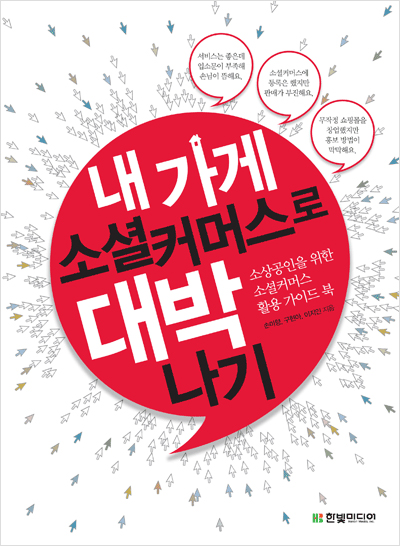 서비스는 좋은데
입소문이 부족해
손님이 뜸해요.
소셜커머스에
등록은 했지만
판매가 부진해요.
무작정 쇼핑몰을
창업했지만
홍보 방법이
막막해요.
내 가게
소셜커머스로
대박
나기
소상공인을 위한
소셜커머스
활용 가이드 북
지음
한빛미디어